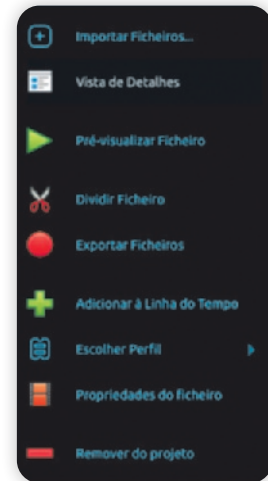 Importar Ficheiros...
Vista de Detalhes
Pré-visualizar Ficheiro
Dividir Ficheiro
Exportar Ficheiros
Adicionar à Linha do Tempo
Escolher Perfil
Propriedades do ficheiro
Remover do projeto